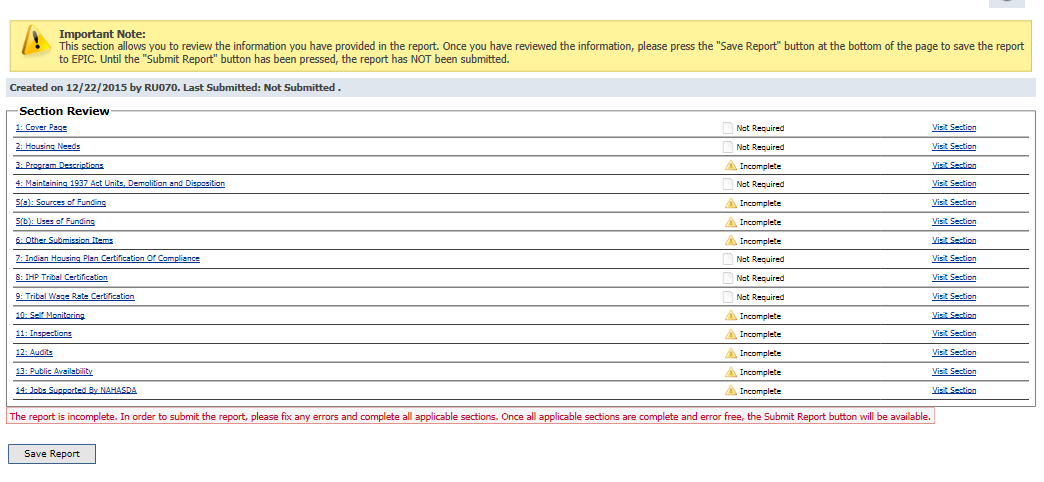 Important Note:
This section allows you to review the information you have provided in the report. Once you have reviewed the information, please press the "Save Report" button at the bottom of the page to save the report
to EPIC. Until the "Submit Report" button has been pressed, the report has NOT been submitted.
Created on 12/22/2015 by RU070. Last Submitted: Not Submitted .
Section Review
1: Cover Page Not Required Visit Section
2: Housing Needs Not Required Visit Section
3: Program Descriptions Incomplete Visit Section
4: Maintaining 1937 Act Units, Demolition and Disposition Not Required Visit Section
5(a): Sources of Funding Incomplete Visit Section
5(b): Uses of Funding Incomplete Visit Section
6: Other Submission Items Incomplete Visit Section
7: Indian Housing Plan Certification Of Compliance Not Required Visit Section
8: IHP Tribal Certification Not Required Visit Section
9: Tribal Wage Rate Certification Not Required Visit Section
10: Self Monitoring Incomplete Visit Section
11: Inspections Incomplete Visit Section
12: Audits Incomplete Visit Section
13: Public Availability Incomplete Visit Section
14: Jobs Supported By NAHASDA Incomplete Visit Section
The report is incomplete. In order to submit the report, please fix any errors and complete all applicable sections. Once all applicable sections are complete and error free, the Submit Report button will be available.
Save Report